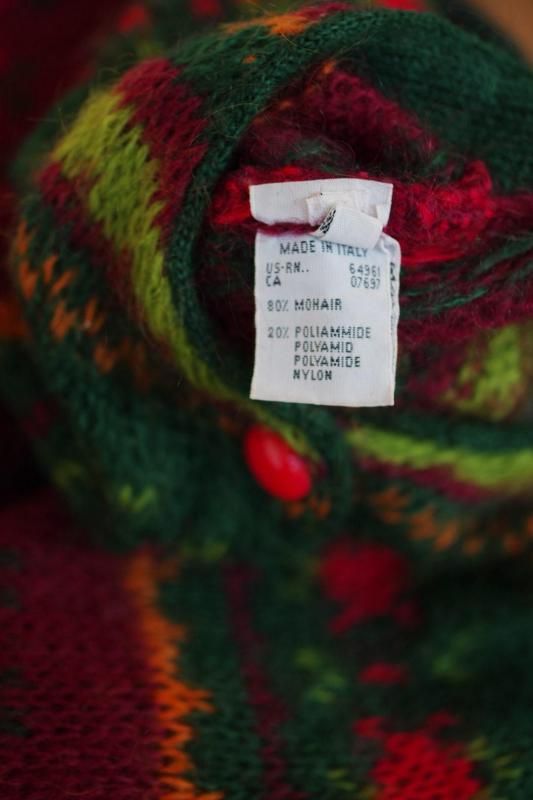 MADE IN ITALY
US-RN.. 64961
CA 07697
80% MOHAIR
20% POLIAMMIDE
POLYAMID
POLYAMIDE
NYLON